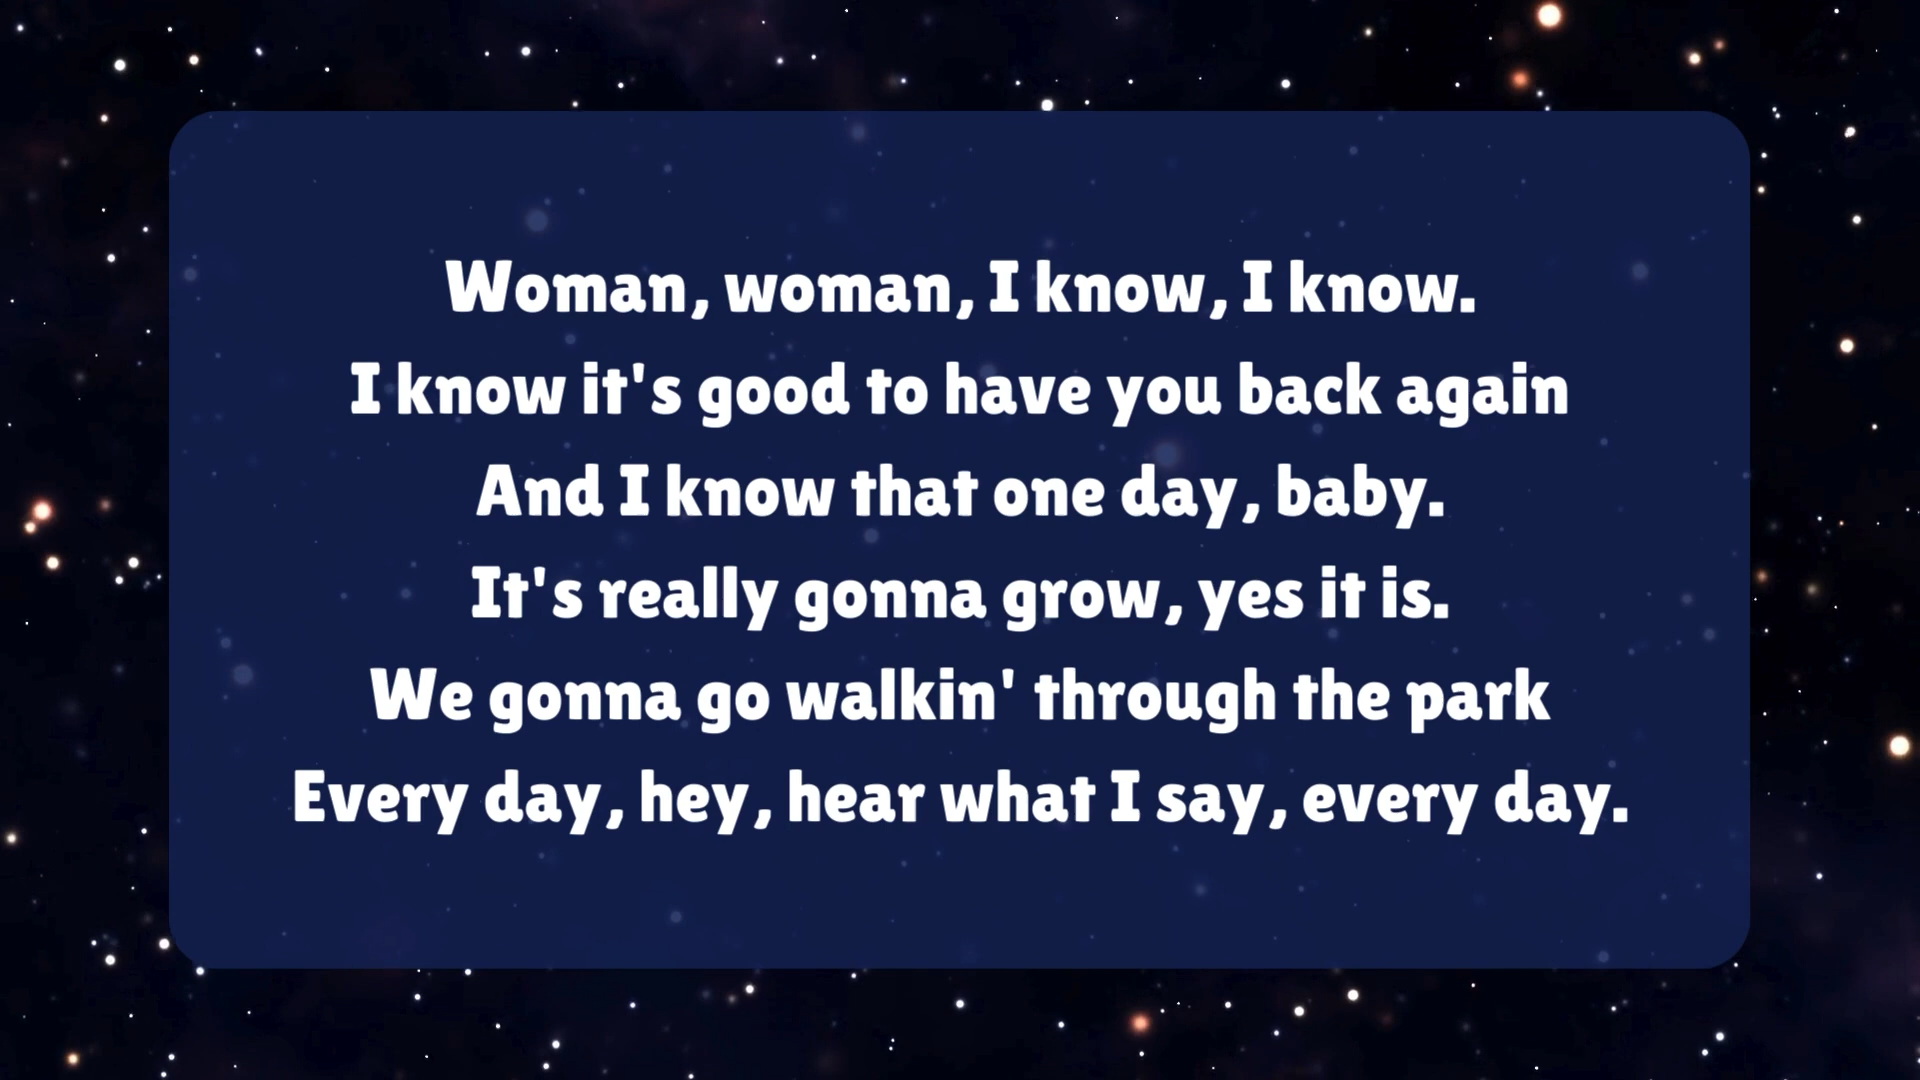 Woman, woman, I know, I know.
I know it's good to have you back again
And I know that one day, baby.
It's really gonna grow, yes it is.
We gonna go walkin' through the park
Every day, hey, hear what I say, every day.